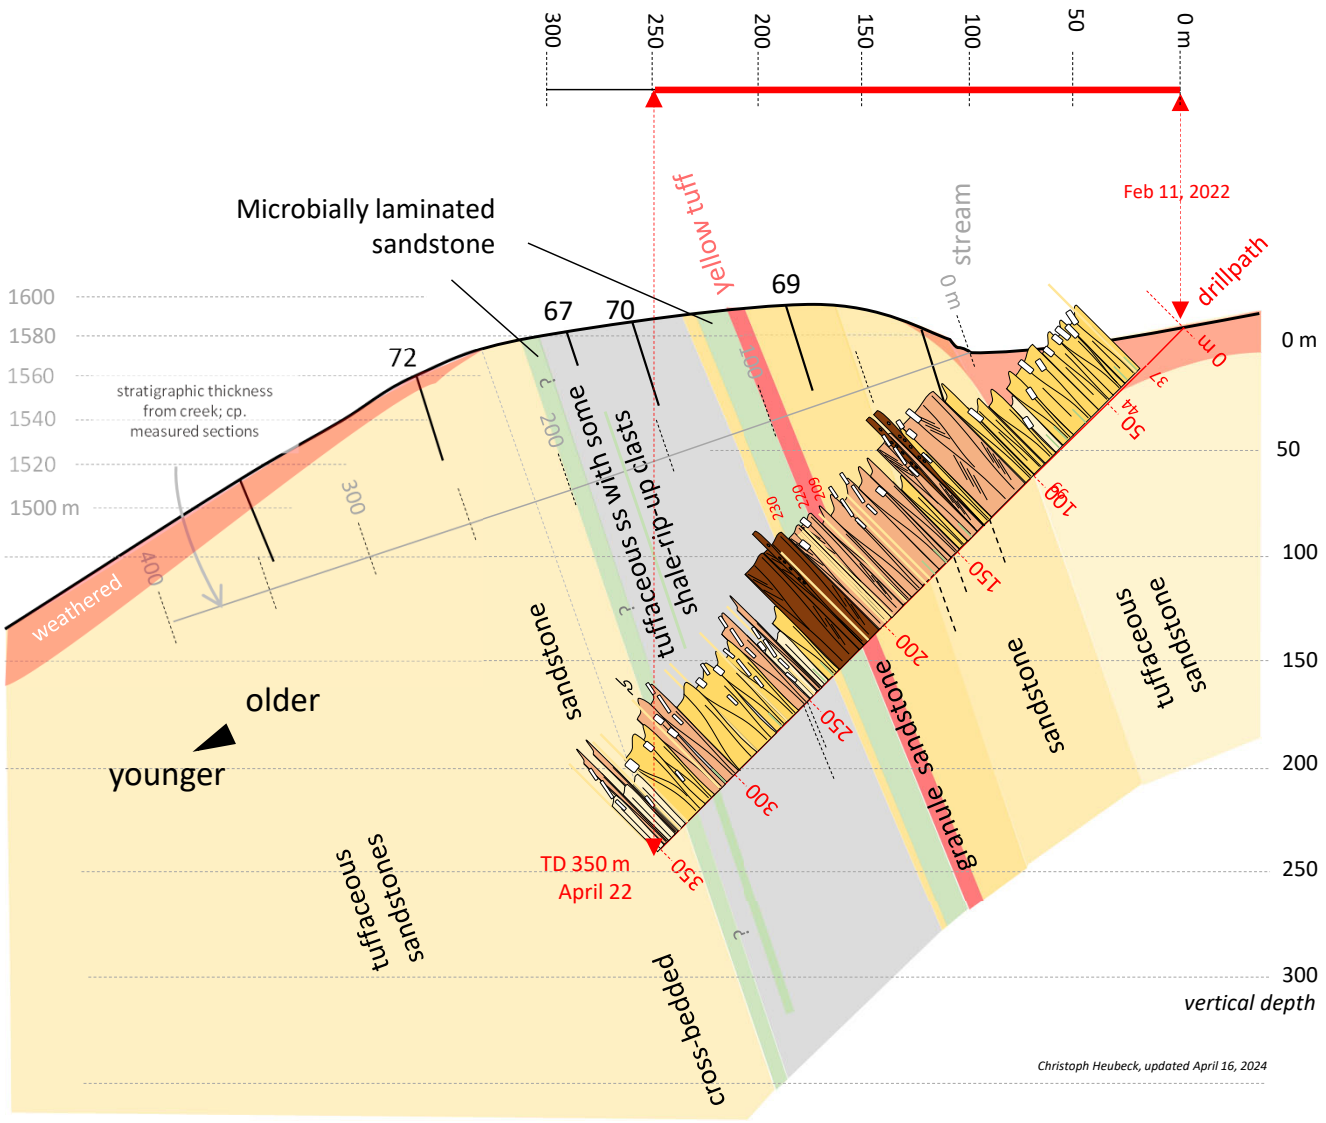 300
250
200
150
100
50
0 m
Feb 11, 2022
yellow tuff
stream
0 m
drillpath
Microbially laminated
sandstone
1600
1580
1560
1540
1520
1500 m
72
67
70
69
0 m
50
100
150
200
250
300
vertical depth
stratigraphic thickness
from creek; cp.
measured sections
100
200
300
400
?
?
?
weathered
tuffaceous ss with some
shale-rip-up clasts
0 m
37
44
50
69
100
150
200
250
300
350
209
220
230
older
younger
sandstone
granule sandstone
sandstone
tuffaceous
sandstone
TD 350 m
April 22
tuffaceous
sandstones
cross-bedded
Christoph Heubeck, updated April 16, 2024